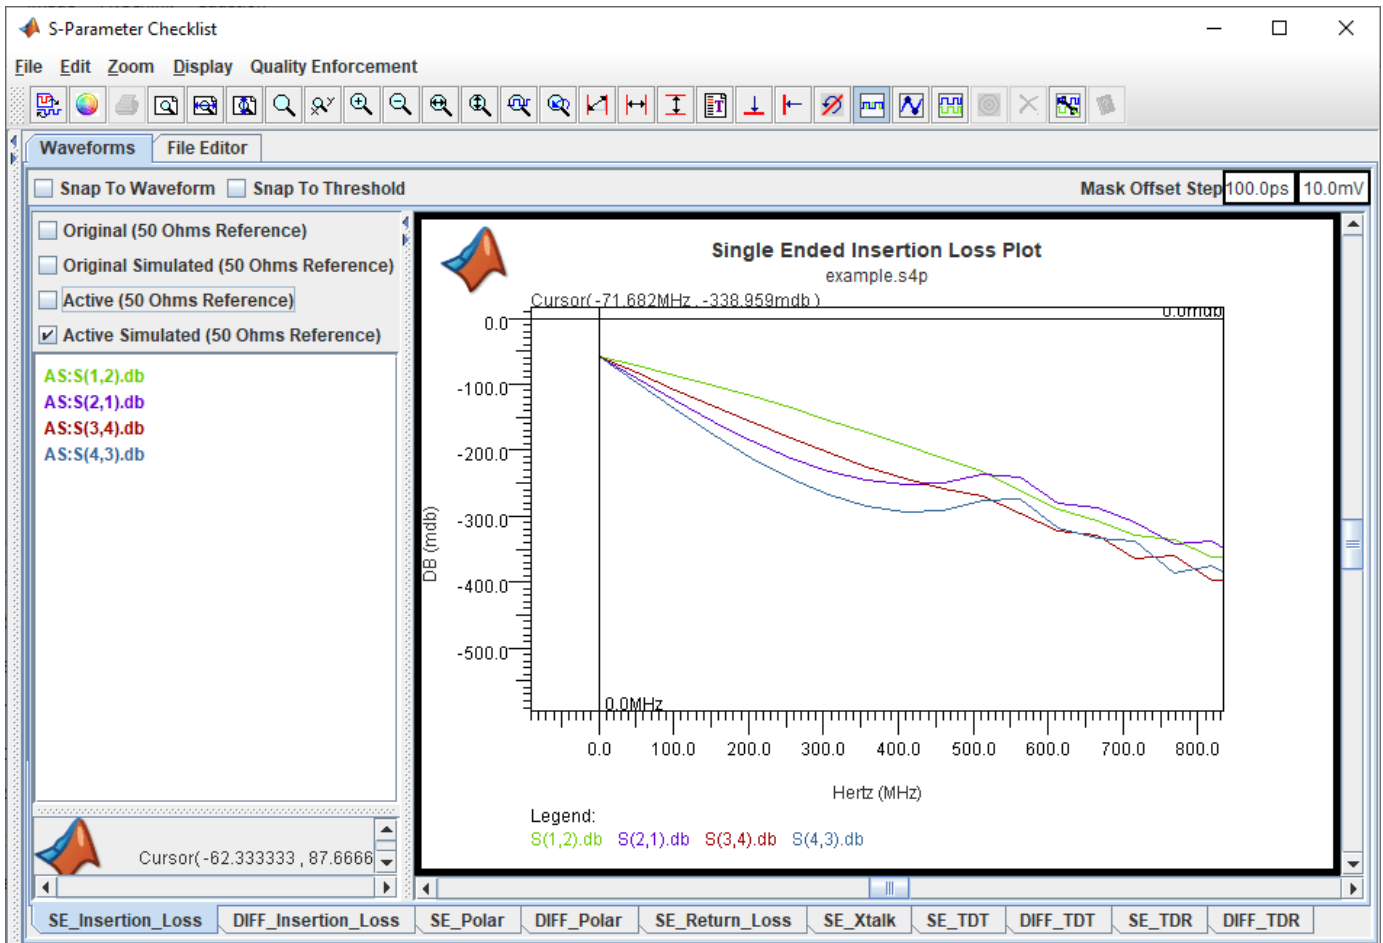 S-Parameter Checklist
File Edit Zoom Display Quality Enforcement
Waveforms File Editor
Snap To Waveform Snap To Threshold Mask Offset Step 100.0ps 10.0mV
Original (50 Ohms Reference)
Original Simulated (50 Ohms Reference)
Active (50 Ohms Reference)
Active Simulated (50 Ohms Reference)
AS:S(1,2).db
AS:S(2,1).db
AS:S(3,4).db
AS:S(4,3).db
Cursor(-62.333333 , 87.6666
Single Ended Insertion Loss Plot
example.s4p
Cursor(-71.682MHz , -338.959mdb )
0.0mdb
0.0
-100.0
-200.0
-300.0
-400.0
-500.0
DB (mdb)
0.0MHz
0.0 100.0 200.0 300.0 400.0 500.0 600.0 700.0 800.0
Hertz (MHz)
Legend:
S(1,2).db S(2,1).db S(3,4).db S(4,3).db
SE_Insertion_Loss DIFF_Insertion_Loss SE_Polar DIFF_Polar SE_Return_Loss SE_Xtalk SE_TDT DIFF_TDT SE_TDR DIFF_TDR